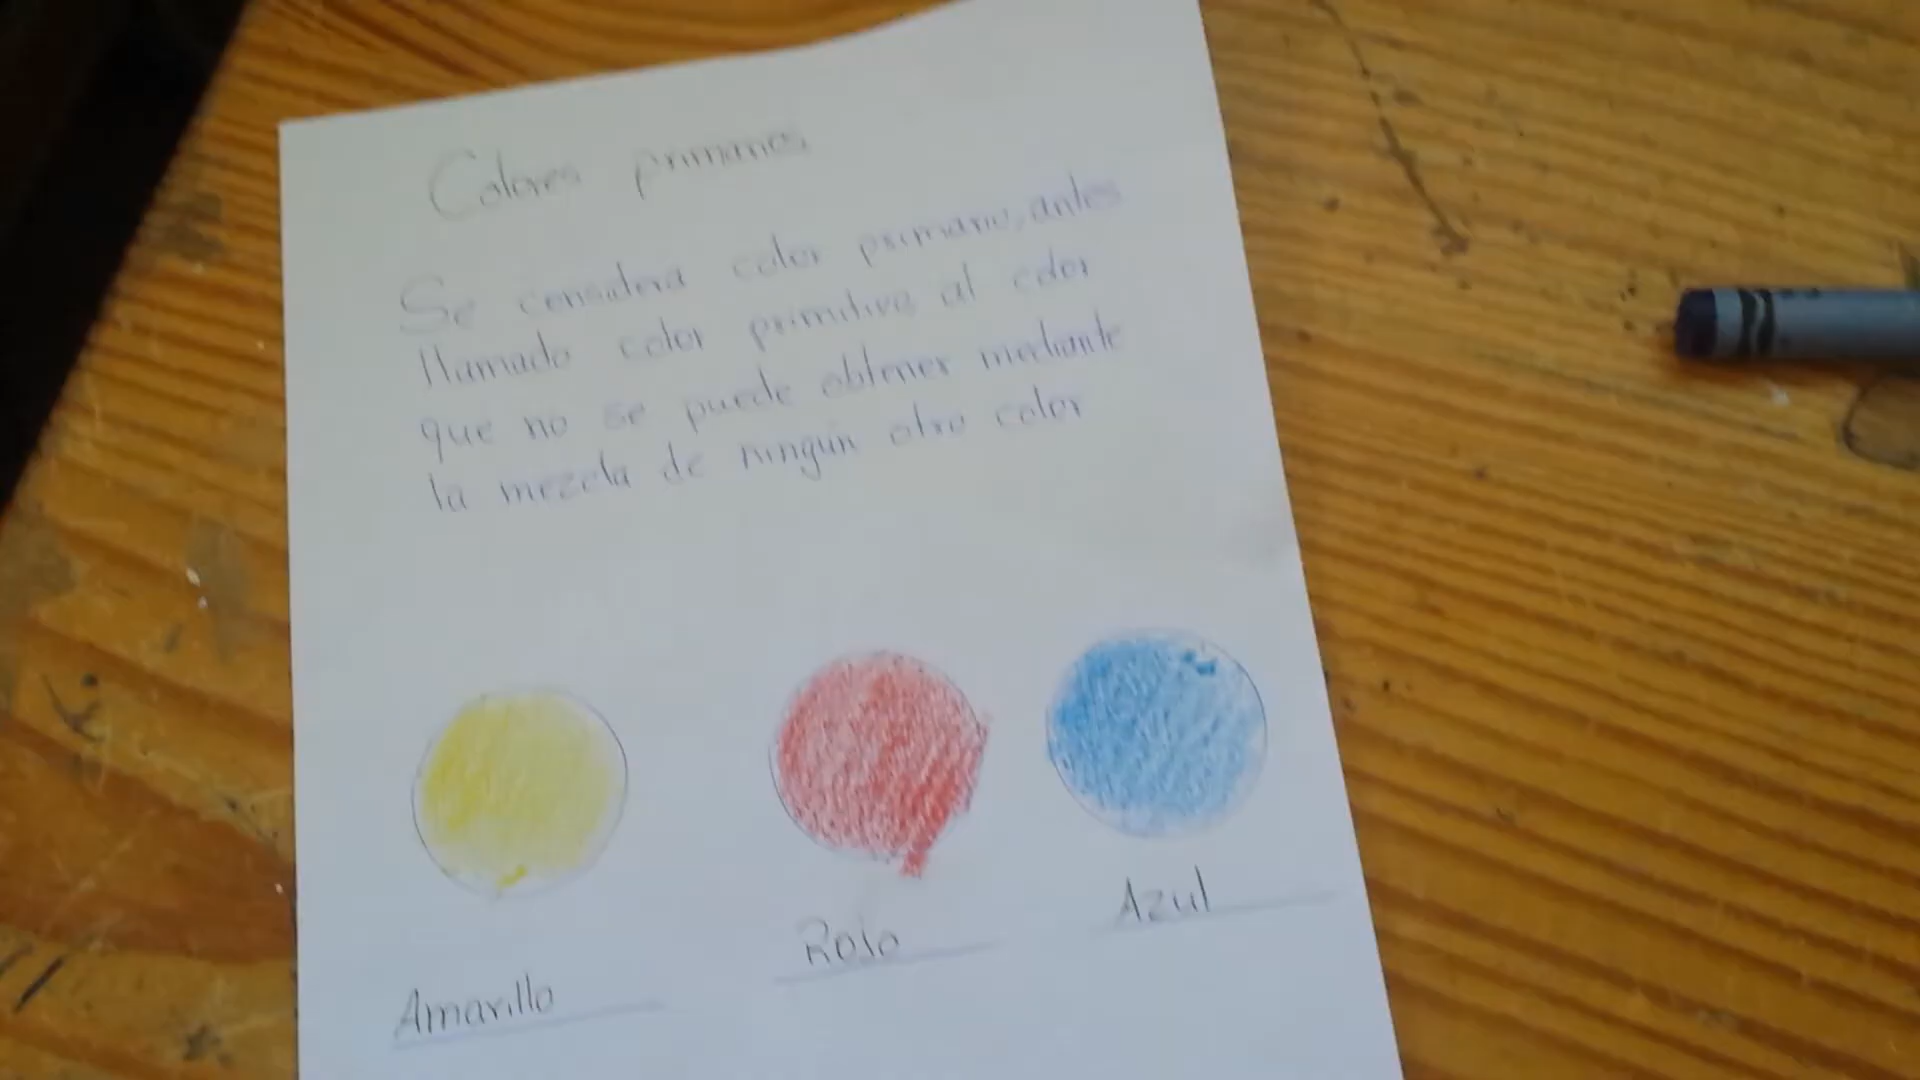 Colores primarios
Se considera color primario, antes
llamado color primitivo, al color
que no se puede obtener mediante
la mezcla de ningún otro color
Amarillo
Rojo
Azul